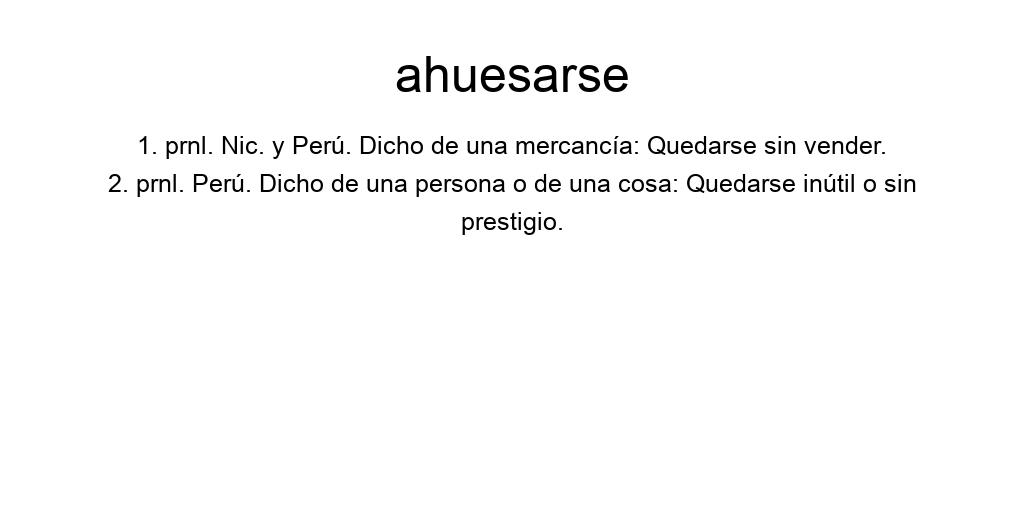 ahuesarse
1. prnl. Nic. y Perú. Dicho de una mercancía: Quedarse sin vender.
2. prnl. Perú. Dicho de una persona o de una cosa: Quedarse inútil o sin
prestigio.